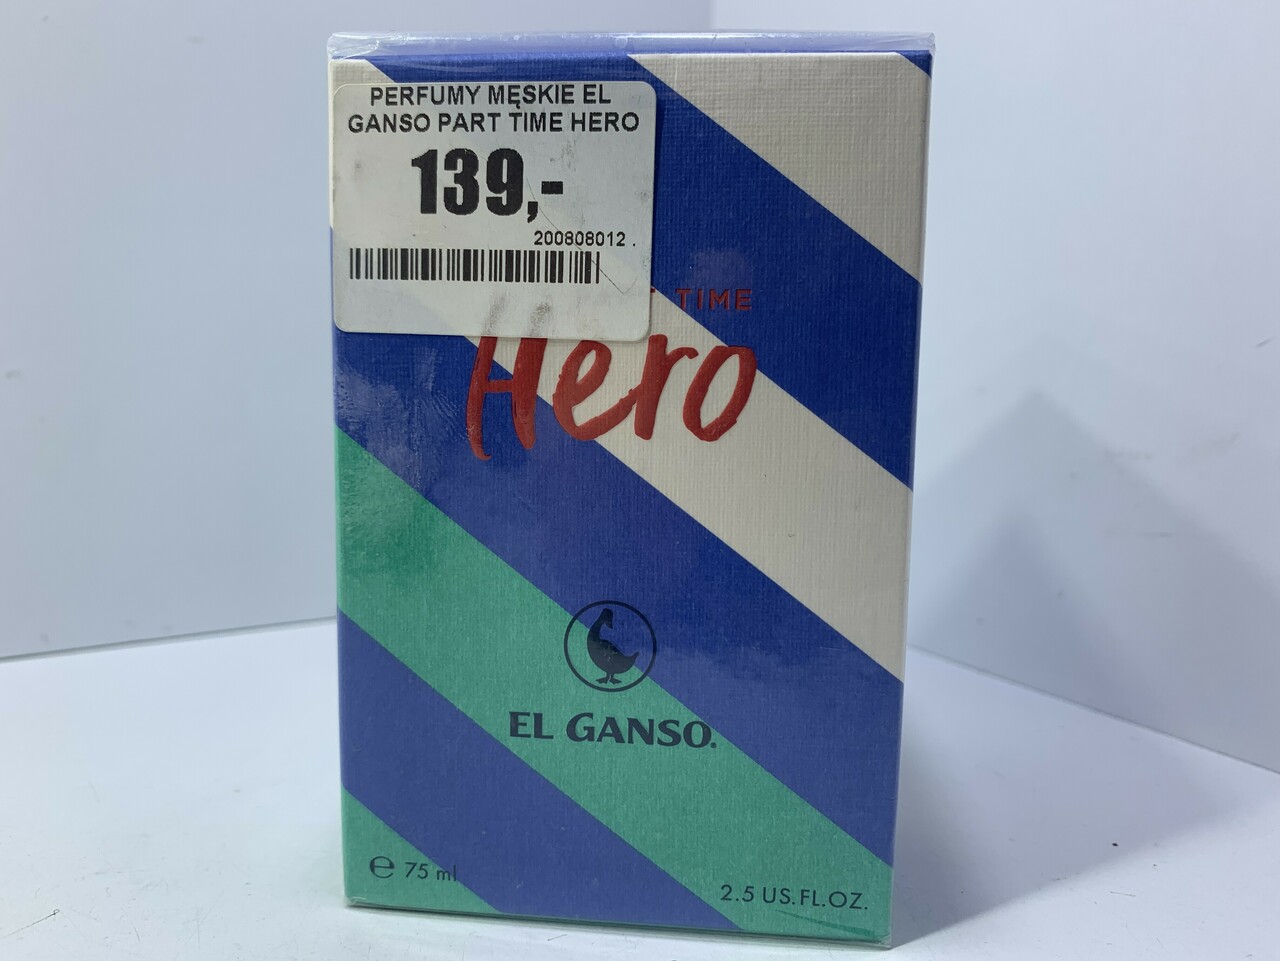 PERFUMY MĘSKIE EL
GANSO PART TIME HERO
139,-
200808012 .
TIME
Hero
EL GANSO.
℮ 75 ml
2.5 US.FL.OZ.